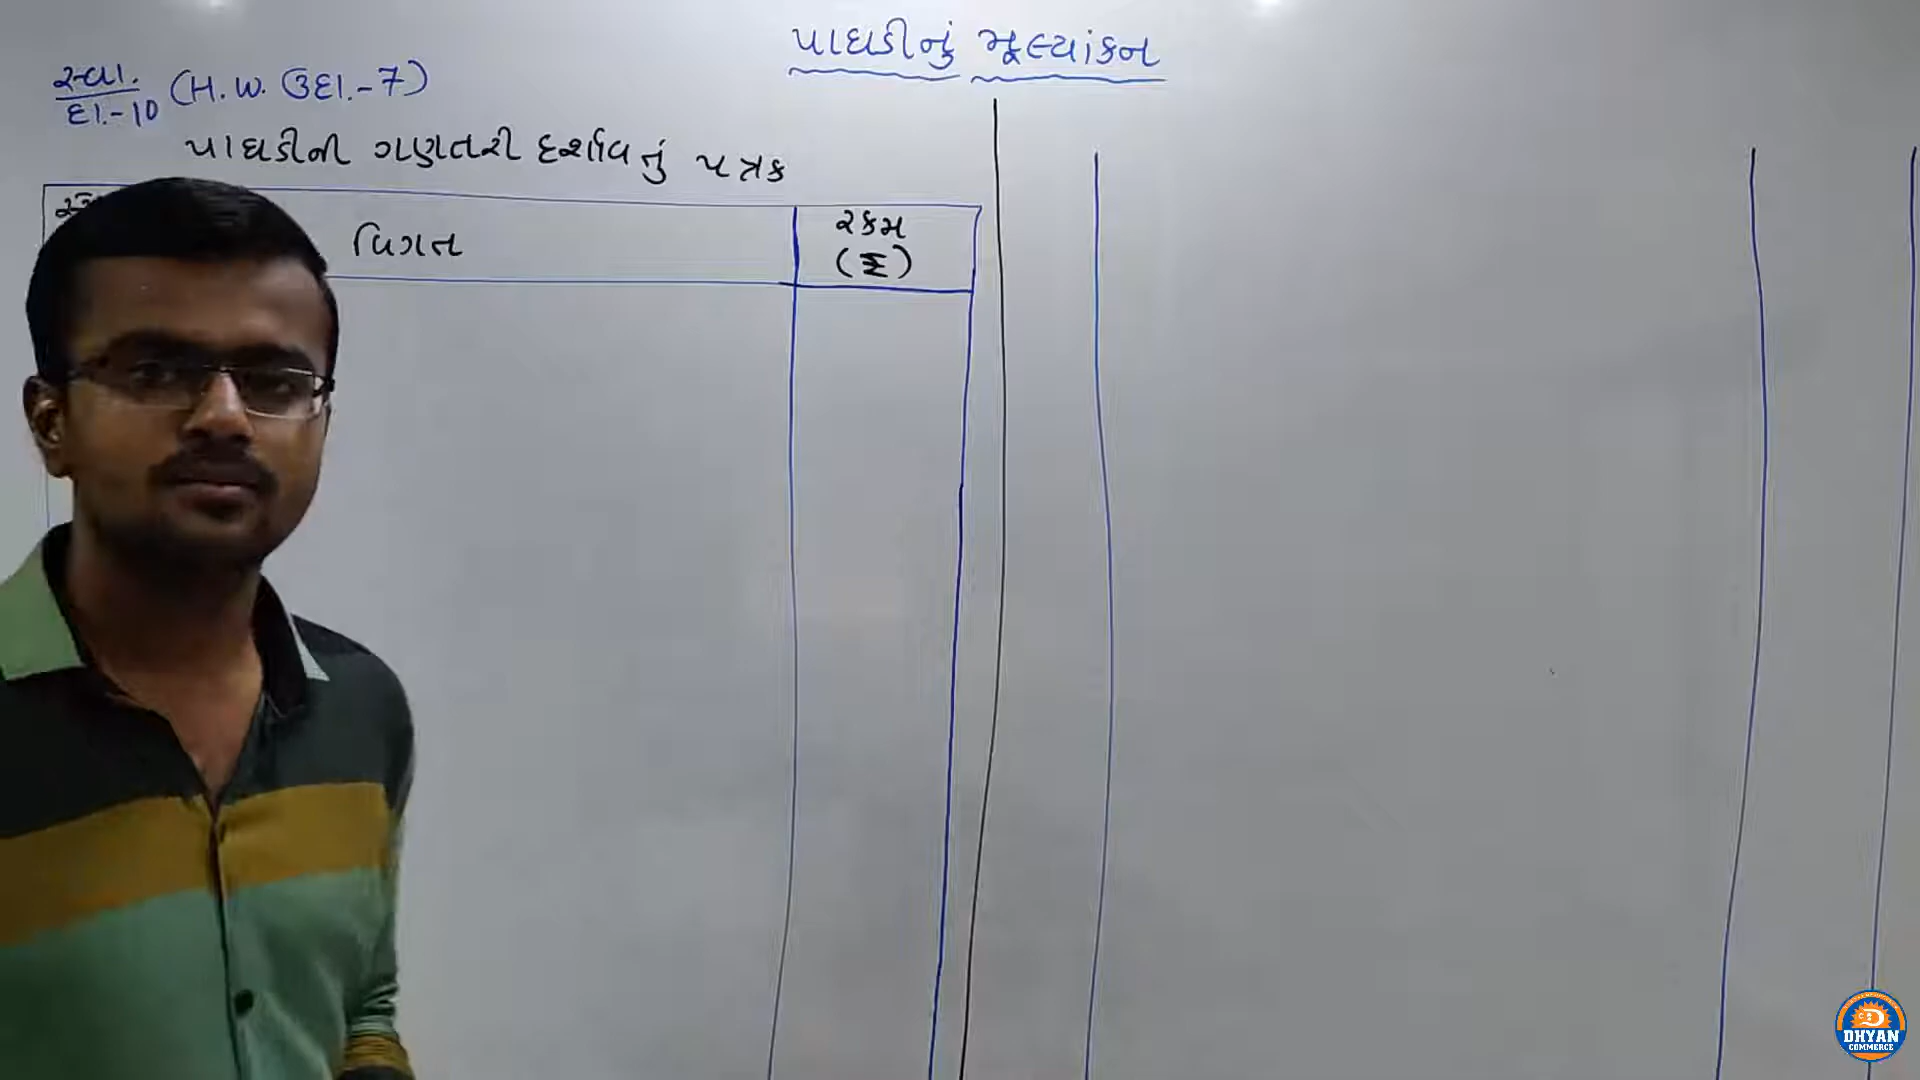 પાઘડીનું મૂલ્યાંકન
સ્વા.
દા.-10 (H.W. ઉદા.-7)
પાઘડીની ગણતરી દર્શાવતું પત્રક
વિગત
રકમ
(₹)
DHYAN
COMMERCE